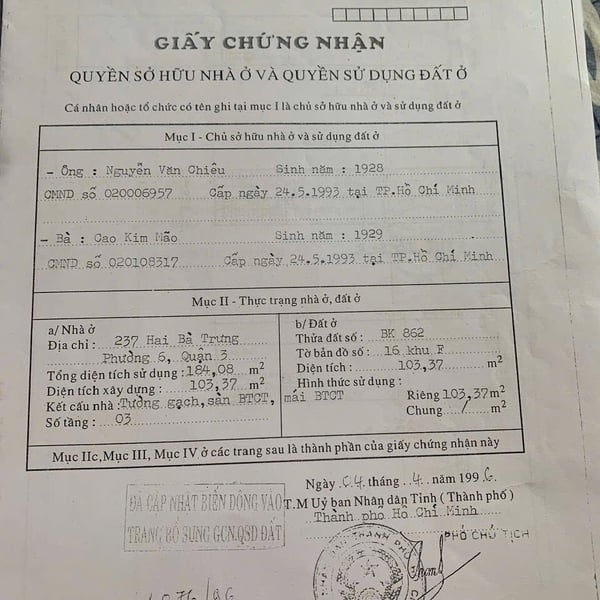 GIẤY CHỨNG NHẬN
QUYỀN SỞ HỮU NHÀ Ở VÀ QUYỀN SỬ DỤNG ĐẤT Ở
Cá nhân hoặc tổ chức có tên ghi tại mục I là chủ sở hữu nhà ở và sử dụng đất ở
Mục I - Chủ sở hữu nhà ở và sử dụng đất ở
- Ông : Nguyễn Văn Chiêu Sinh năm : 1928
CMND số 020006957 Cấp ngày 24.5.1993 tại TP.Hồ Chí Minh
- Bà : Cao Kim Mão Sinh năm : 1929
CMND số 020108317 Cấp ngày 24.5.1993 tại TP.Hồ Chí Minh
Mục II - Thực trạng nhà ở, đất ở
a/ Nhà ở
Địa chỉ : 237 Hai Bà Trưng
Phường 6, Quận 3
Tổng diện tích sử dụng : 184,08 m²
Diện tích xây dựng : 103,37 m²
Kết cấu nhà : Tường gạch, sàn BTCT,
Số tầng : 03
b/ Đất ở
Thửa đất số : BK 862
Tờ bản đồ số : 16 khu F
Diện tích : 103,37 m²
Hình thức sử dụng :
mái BTCT Riêng 103,37 m²
Chung / m²
Mục IIc, Mục III, Mục IV ở các trang sau là thành phần của giấy chứng nhận này
Ngày 04 tháng 4 năm 1996
T.M Uỷ ban Nhân dân Tỉnh ( Thành phố )
Thành phố Hồ Chí Minh
PHÓ CHỦ TỊCH
ĐÃ CẬP NHẬT BIẾN ĐỘNG VÀO
TRANG BỔ SUNG GCN.QSD ĐẤT